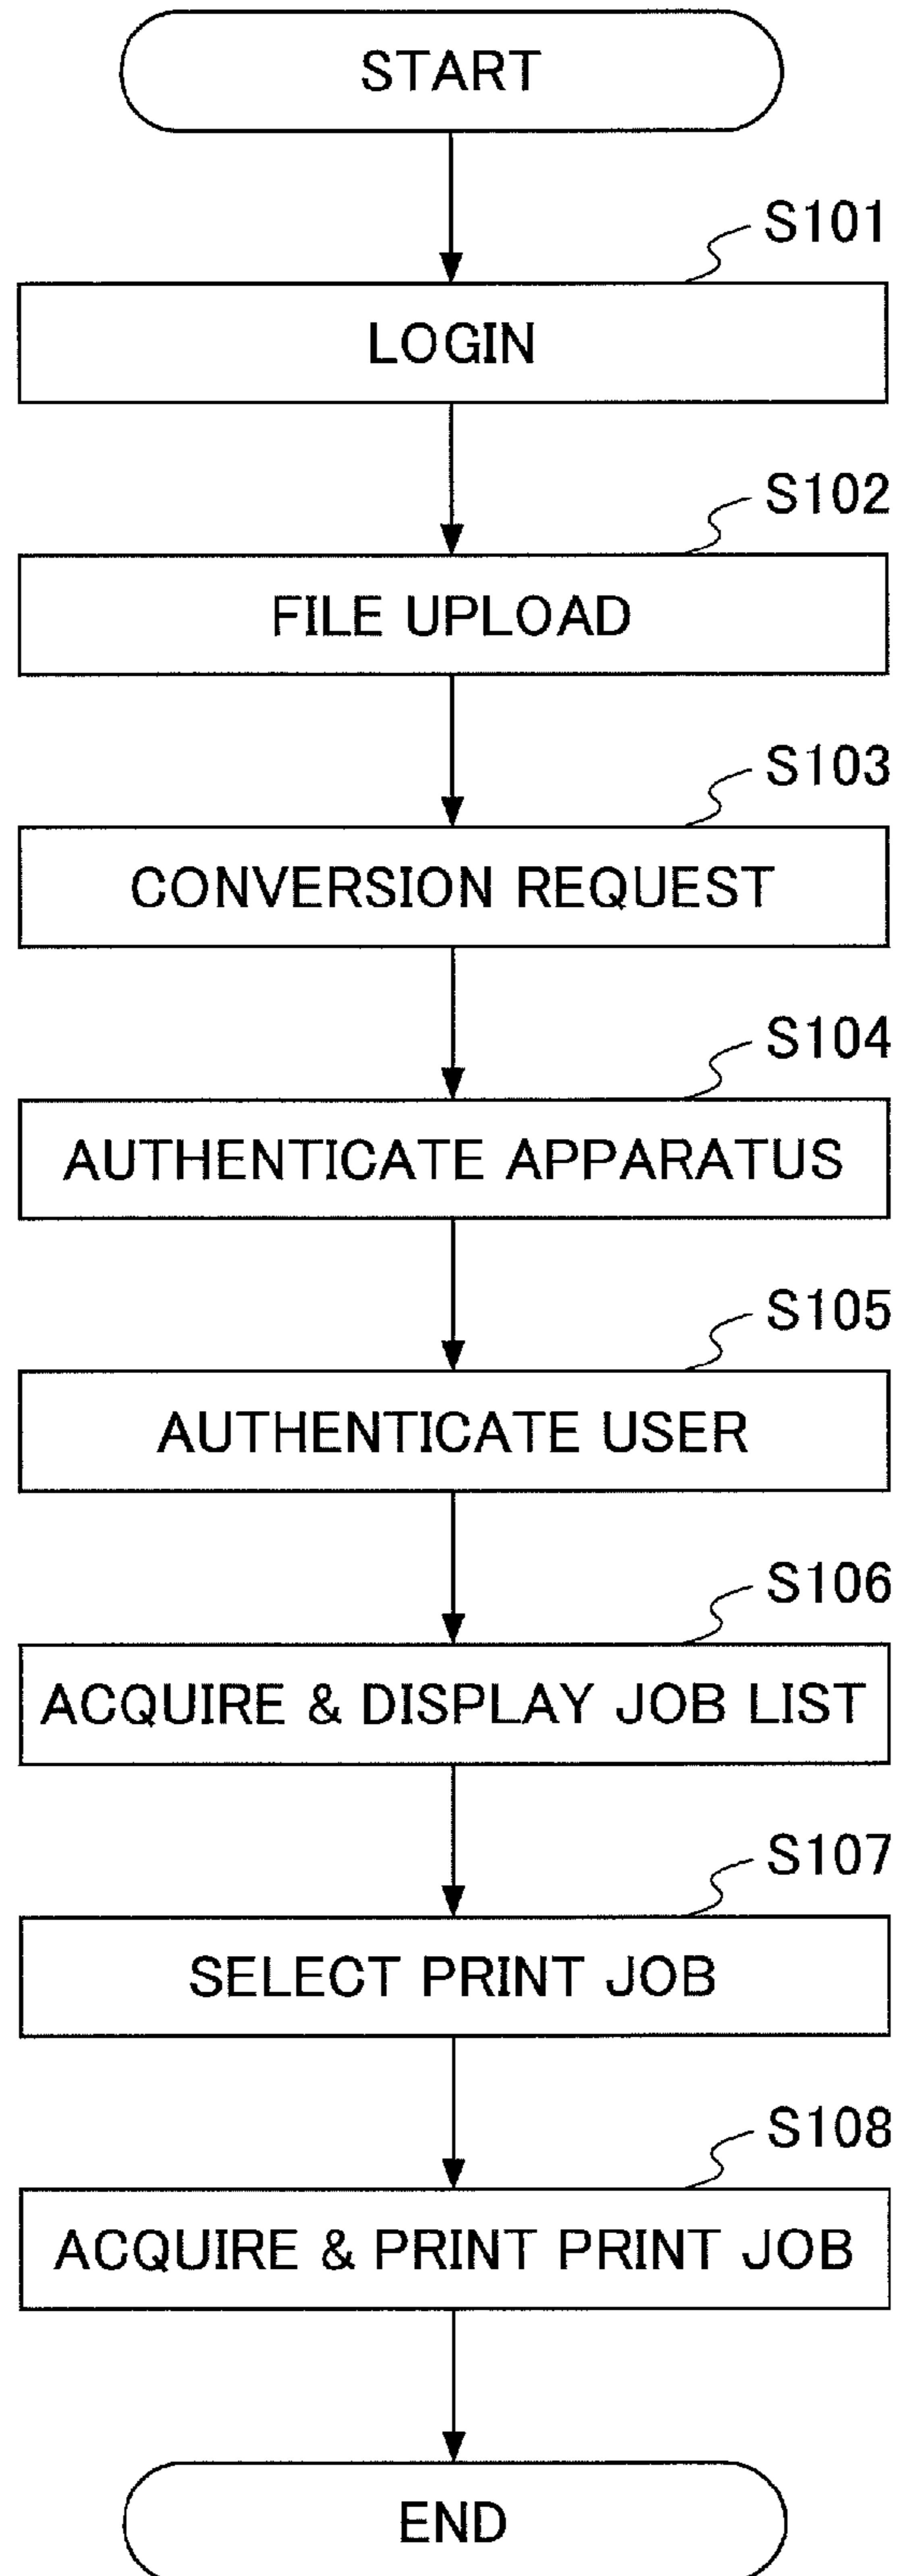 START
S101
LOGIN
S102
FILE UPLOAD
S103
CONVERSION REQUEST
S104
AUTHENTICATE APPARATUS
S105
AUTHENTICATE USER
S106
ACQUIRE & DISPLAY JOB LIST
S107
SELECT PRINT JOB
S108
ACQUIRE & PRINT PRINT JOB
END